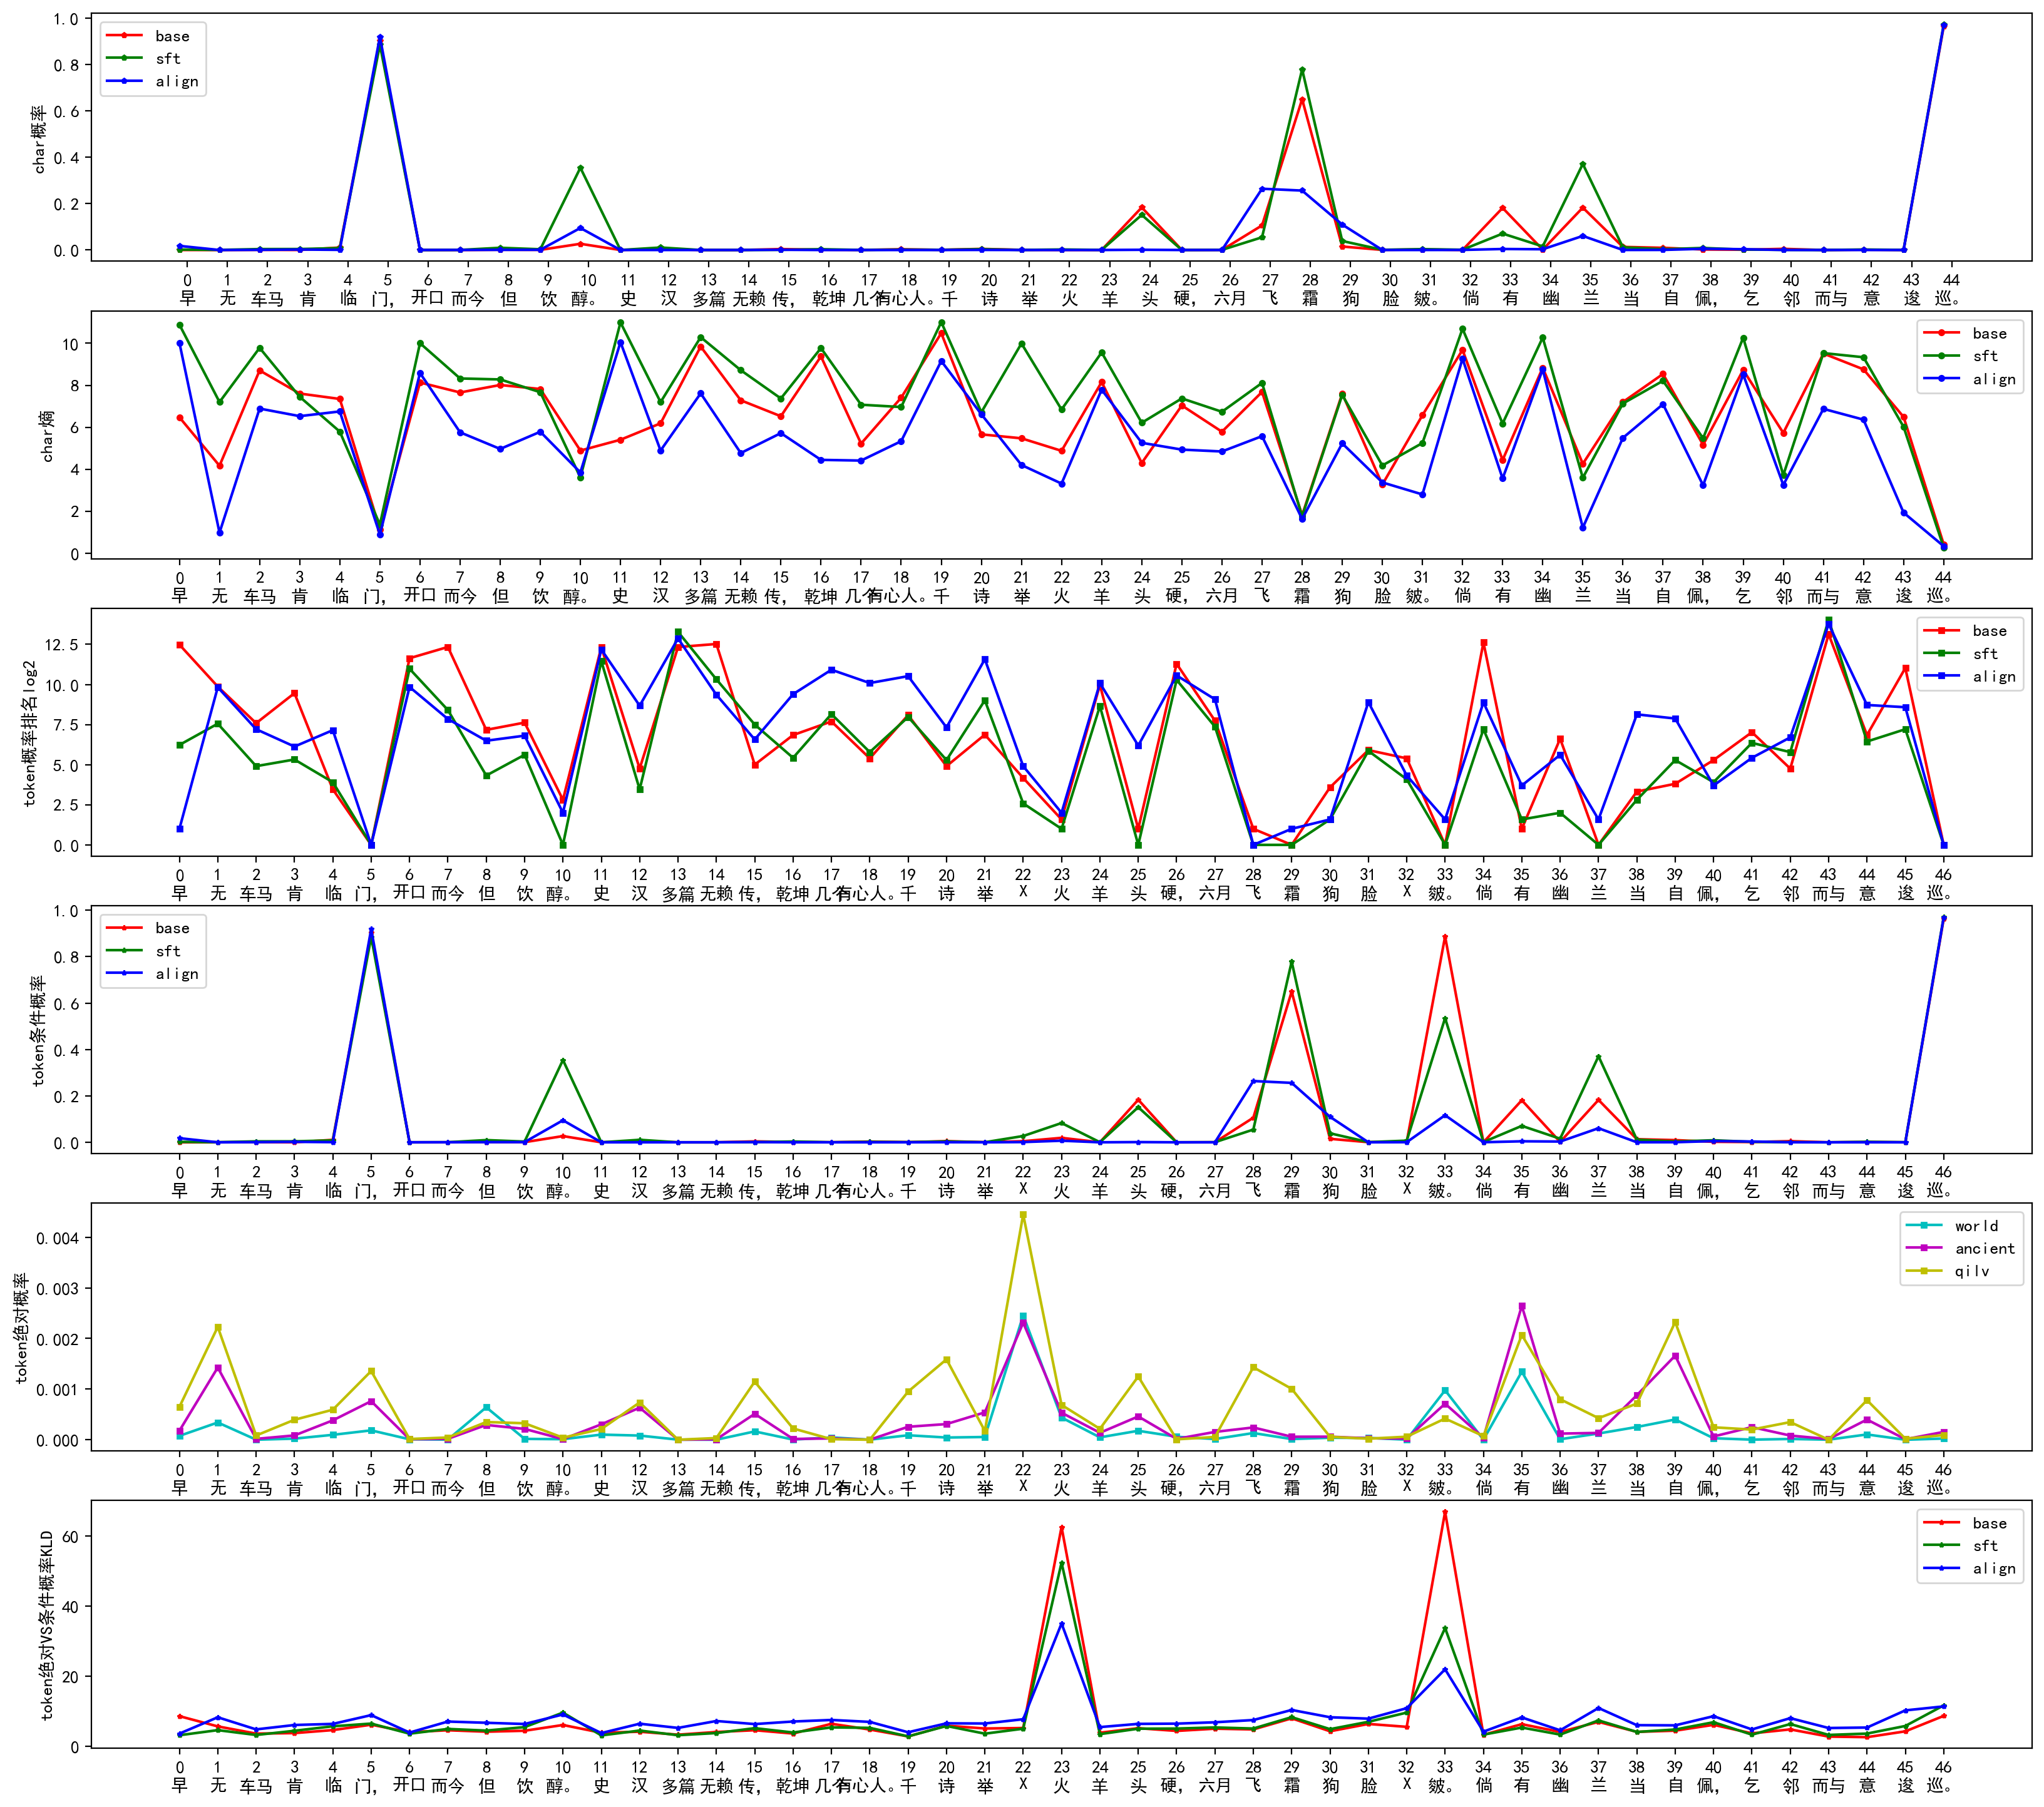 1.0
0.8
0.6
0.4
0.2
0.0
char概率
base
sft
align
0 1 2 3 4 5 6 7 8 9 10 11 12 13 14 15 16 17 18 19 20 21 22 23 24 25 26 27 28 29 30 31 32 33 34 35 36 37 38 39 40 41 42 43 44
早 无 车马 肯 临 门, 开口 而今 但 饮 醇。 史 汉 多篇 无赖 传, 乾坤 几个 有心人。 千 诗 举 火 羊 头 硬, 六月 飞 霜 狗 脸 皴。 倘 有 幽 兰 当 自 佩, 乞 邻 而与 意 逡 巡。
10
8
6
4
2
0
char熵
base
sft
align
0 1 2 3 4 5 6 7 8 9 10 11 12 13 14 15 16 17 18 19 20 21 22 23 24 25 26 27 28 29 30 31 32 33 34 35 36 37 38 39 40 41 42 43 44
早 无 车马 肯 临 门, 开口 而今 但 饮 醇。 史 汉 多篇 无赖 传, 乾坤 几个 有心人。 千 诗 举 火 羊 头 硬, 六月 飞 霜 狗 脸 皴。 倘 有 幽 兰 当 自 佩, 乞 邻 而与 意 逡 巡。
12.5
10.0
7.5
5.0
2.5
0.0
token概率排名log2
base
sft
align
0 1 2 3 4 5 6 7 8 9 10 11 12 13 14 15 16 17 18 19 20 21 22 23 24 25 26 27 28 29 30 31 32 33 34 35 36 37 38 39 40 41 42 43 44 45 46
早 无 车马 肯 临 门, 开口 而今 但 饮 醇。 史 汉 多篇 无赖 传, 乾坤 几个 有心人。 千 诗 举 X 火 羊 头 硬, 六月 飞 霜 狗 脸 X 皴。 倘 有 幽 兰 当 自 佩, 乞 邻 而与 意 逡 巡。
1.0
0.8
0.6
0.4
0.2
0.0
token条件概率
base
sft
align
0 1 2 3 4 5 6 7 8 9 10 11 12 13 14 15 16 17 18 19 20 21 22 23 24 25 26 27 28 29 30 31 32 33 34 35 36 37 38 39 40 41 42 43 44 45 46
早 无 车马 肯 临 门, 开口 而今 但 饮 醇。 史 汉 多篇 无赖 传, 乾坤 几个 有心人。 千 诗 举 X 火 羊 头 硬, 六月 飞 霜 狗 脸 X 皴。 倘 有 幽 兰 当 自 佩, 乞 邻 而与 意 逡 巡。
0.004
0.003
0.002
0.001
0.000
token绝对概率
world
ancient
qilv
0 1 2 3 4 5 6 7 8 9 10 11 12 13 14 15 16 17 18 19 20 21 22 23 24 25 26 27 28 29 30 31 32 33 34 35 36 37 38 39 40 41 42 43 44 45 46
早 无 车马 肯 临 门, 开口 而今 但 饮 醇。 史 汉 多篇 无赖 传, 乾坤 几个 有心人。 千 诗 举 X 火 羊 头 硬, 六月 飞 霜 狗 脸 X 皴。 倘 有 幽 兰 当 自 佩, 乞 邻 而与 意 逡 巡。
60
40
20
0
token绝对VS条件概率KLD
base
sft
align
0 1 2 3 4 5 6 7 8 9 10 11 12 13 14 15 16 17 18 19 20 21 22 23 24 25 26 27 28 29 30 31 32 33 34 35 36 37 38 39 40 41 42 43 44 45 46
早 无 车马 肯 临 门, 开口 而今 但 饮 醇。 史 汉 多篇 无赖 传, 乾坤 几个 有心人。 千 诗 举 X 火 羊 头 硬, 六月 飞 霜 狗 脸 X 皴。 倘 有 幽 兰 当 自 佩, 乞 邻 而与 意 逡 巡。